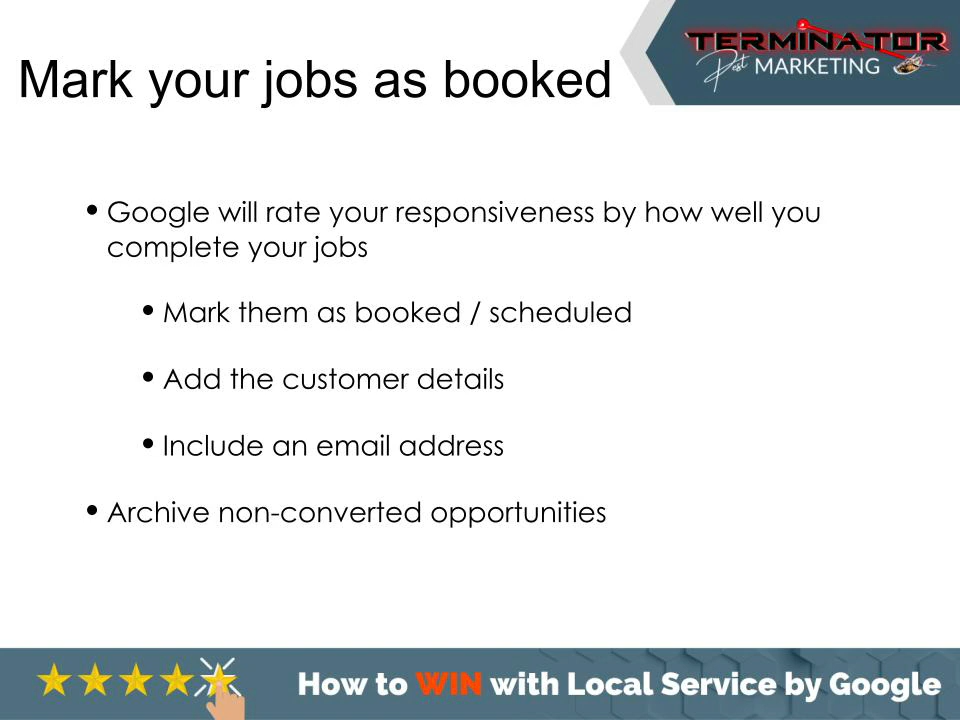 TERMINATOR
Pest MARKETING
Mark your jobs as booked
• Google will rate your responsiveness by how well you
complete your jobs
• Mark them as booked / scheduled
• Add the customer details
• Include an email address
• Archive non-converted opportunities
How to WIN with Local Service by Google